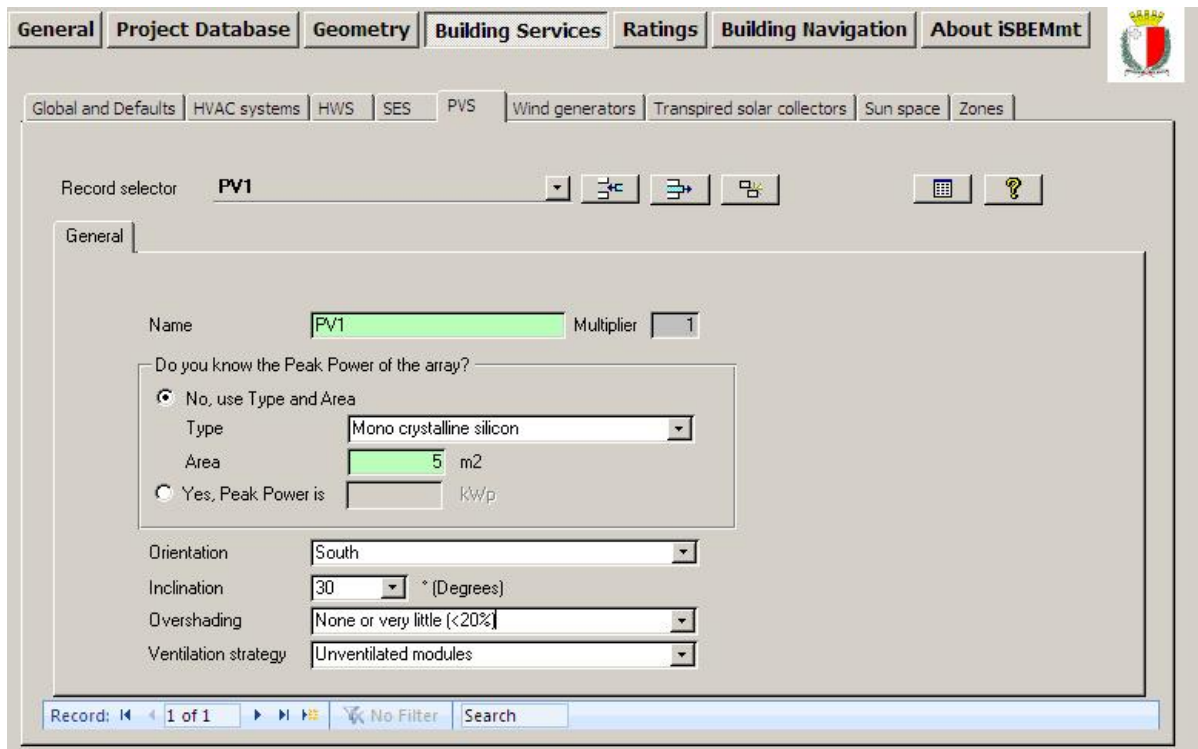 General Project Database Geometry Building Services Ratings Building Navigation About iSBEMmt
Global and Defaults HVAC systems HWS SES PVS Wind generators Transpired solar collectors Sun space Zones
Record selector PV1
General
Name PV1 Multiplier 1
Do you know the Peak Power of the array?
No, use Type and Area
Type Mono crystalline silicon
Area 5 m2
Yes, Peak Power is kWp
Orientation South
Inclination 30 ° (Degrees)
Overshading None or very little (<20%)
Ventilation strategy Unventilated modules
Record: 1 of 1 No Filter Search